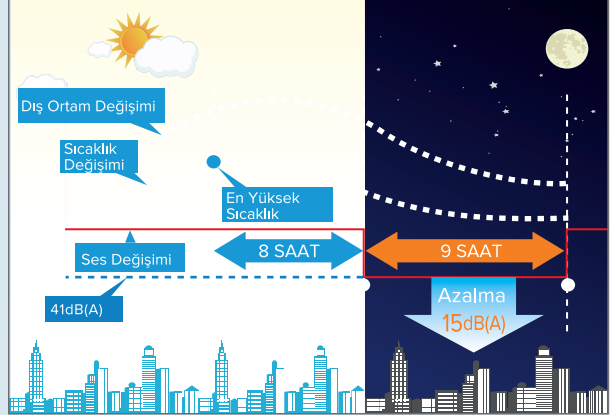 Dış Ortam Değişimi
Sıcaklık
Değişimi
En Yüksek
Sıcaklık
Ses Değişimi
8 SAAT
9 SAAT
41dB(A)
Azalma
15dB(A)